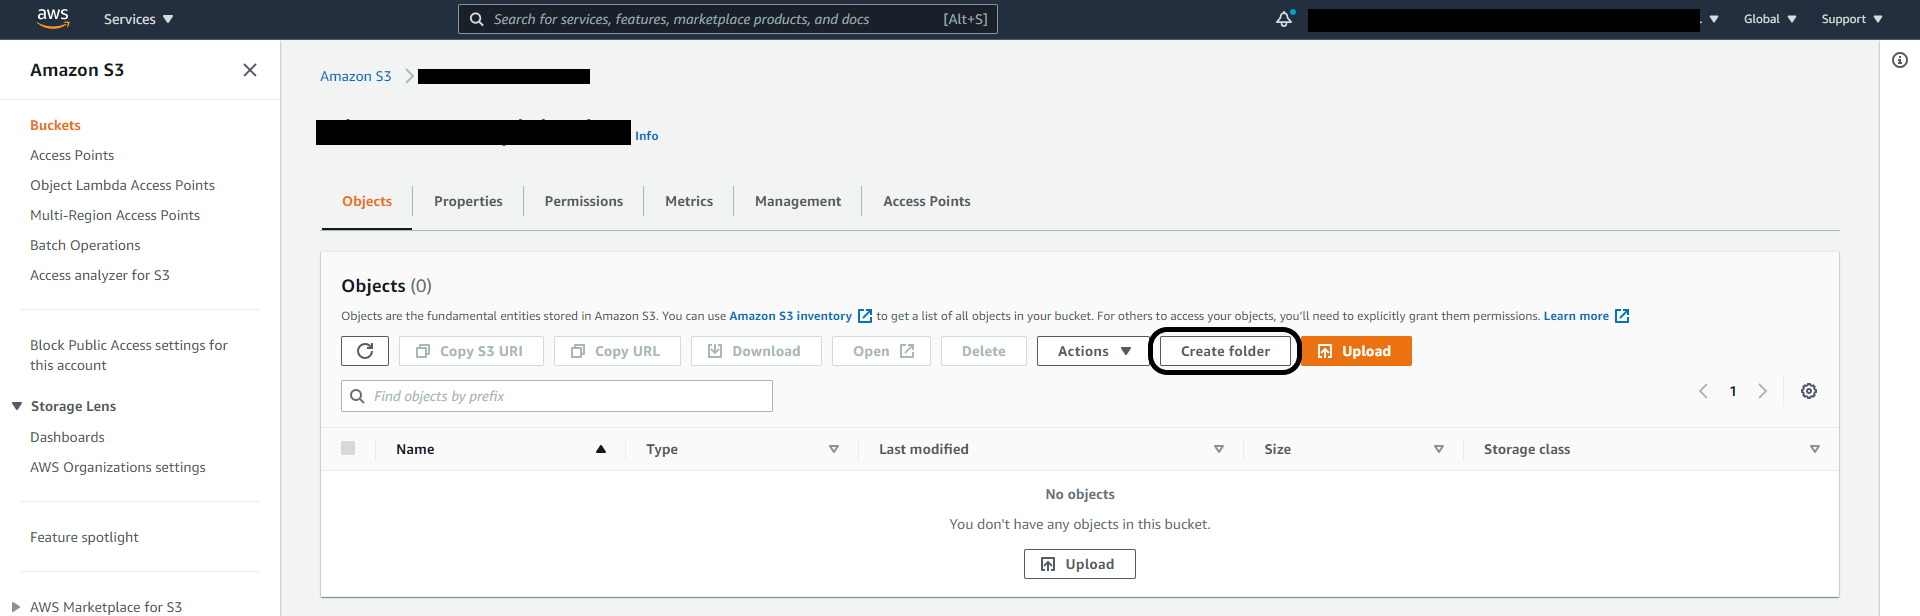 aws Services Search for services, features, marketplace products, and docs [Alt+S] Global Support
Amazon S3
Buckets
Access Points
Object Lambda Access Points
Multi-Region Access Points
Batch Operations
Access analyzer for S3
Block Public Access settings for
this account
Storage Lens
Dashboards
AWS Organizations settings
Feature spotlight
AWS Marketplace for S3
Amazon S3
Info
Objects Properties Permissions Metrics Management Access Points
Objects (0)
Objects are the fundamental entities stored in Amazon S3. You can use Amazon S3 inventory to get a list of all objects in your bucket. For others to access your objects, you'll need to explicitly grant them permissions. Learn more
Copy S3 URI Copy URL Download Open Delete Actions Create folder Upload
Find objects by prefix 1
Name Type Last modified Size Storage class
No objects
You don't have any objects in this bucket.
Upload